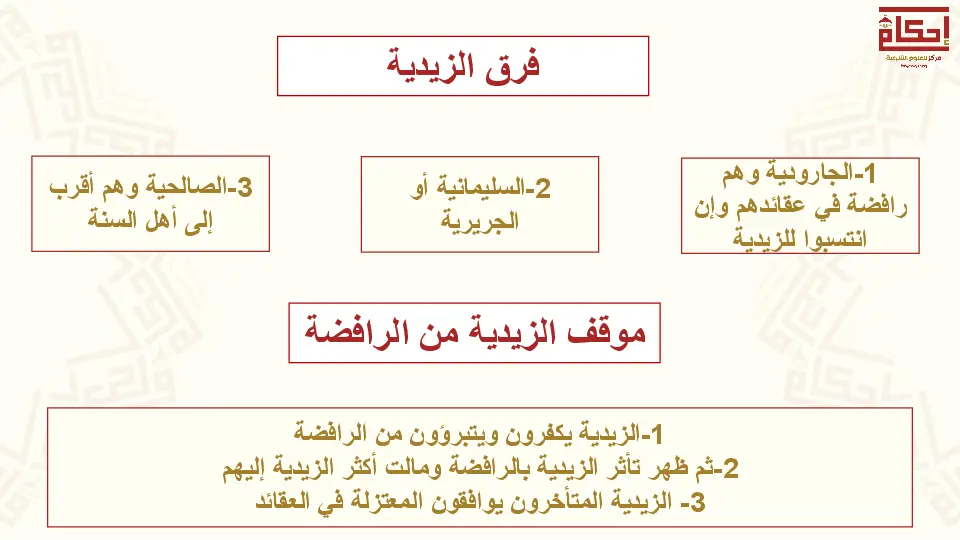 إحكام
مركز للعلوم الشرعية
فرق الزيدية
1-الجارودية وهم
رافضة في عقائدهم وإن
انتسبوا للزيدية
2-السليمانية أو
الجريرية
3-الصالحية وهم أقرب
إلى أهل السنة
موقف الزيدية من الرافضة
1-الزيدية يكفرون ويتبرؤون من الرافضة
2-ثم ظهر تأثر الزيدية بالرافضة ومالت أكثر الزيدية إليهم
3- الزيدية المتأخرون يوافقون المعتزلة في العقائد